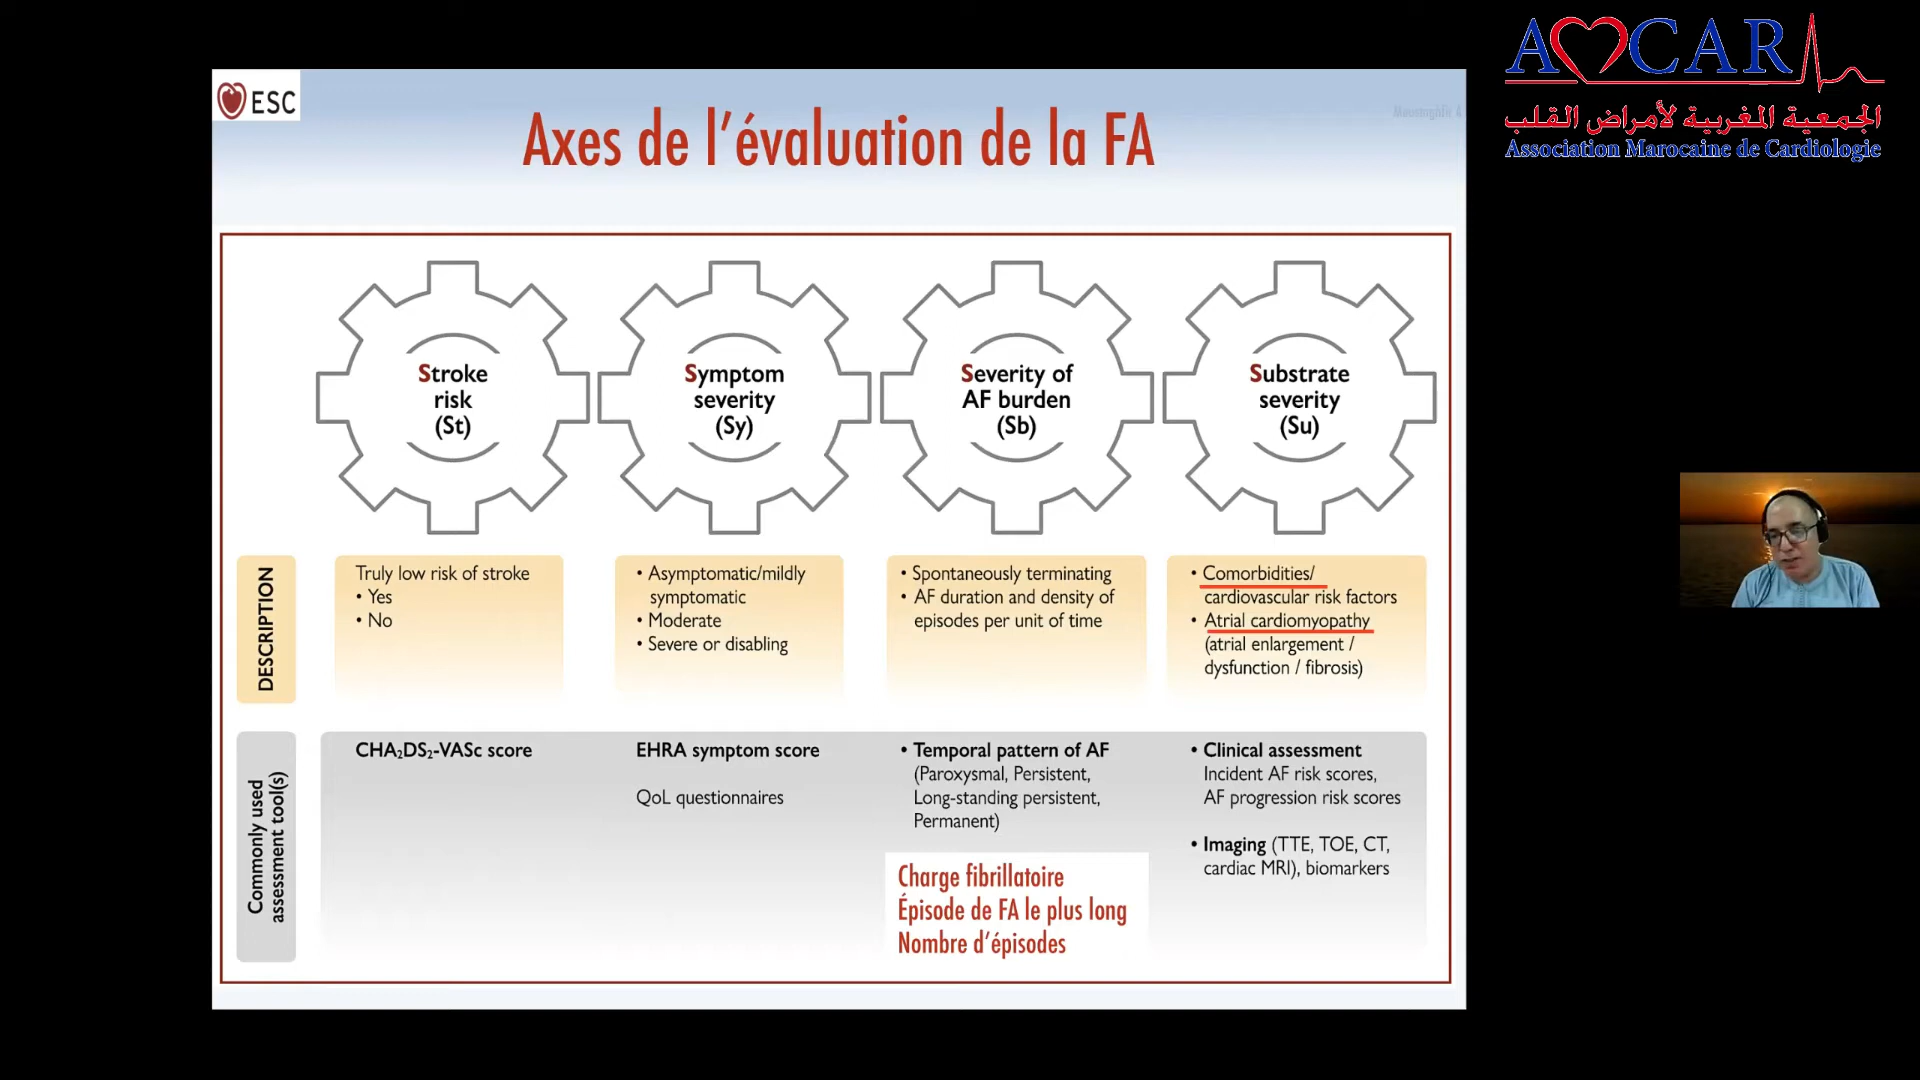 AMCAR
الجمعية المغربية لأمراض القلب
Association Marocaine de Cardiologie
ESC
Axes de l'évaluation de la FA
Stroke
risk
(St)
Symptom
severity
(Sy)
Severity of
AF burden
(Sb)
Substrate
severity
(Su)
DESCRIPTION
Truly low risk of stroke
• Yes
• No
• Asymptomatic/mildly
symptomatic
• Moderate
• Severe or disabling
• Spontaneously terminating
• AF duration and density of
episodes per unit of time
• Comorbidities/
cardiovascular risk factors
• Atrial cardiomyopathy
(atrial enlargement /
dysfunction / fibrosis)
Commonly used
assessment tool(s)
CHA₂DS₂-VASc score
EHRA symptom score
QoL questionnaires
• Temporal pattern of AF
(Paroxysmal, Persistent,
Long-standing persistent,
Permanent)
Charge fibrillatoire
Épisode de FA le plus long
Nombre d'épisodes
• Clinical assessment
Incident AF risk scores,
AF progression risk scores
• Imaging (TTE, TOE, CT,
cardiac MRI), biomarkers